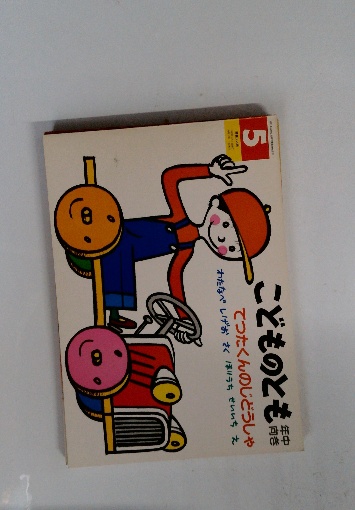 5
こどものとも
年中
向き
てつたくんのじどうしゃ
わたなべ しげお さく ほりうち せいいち え